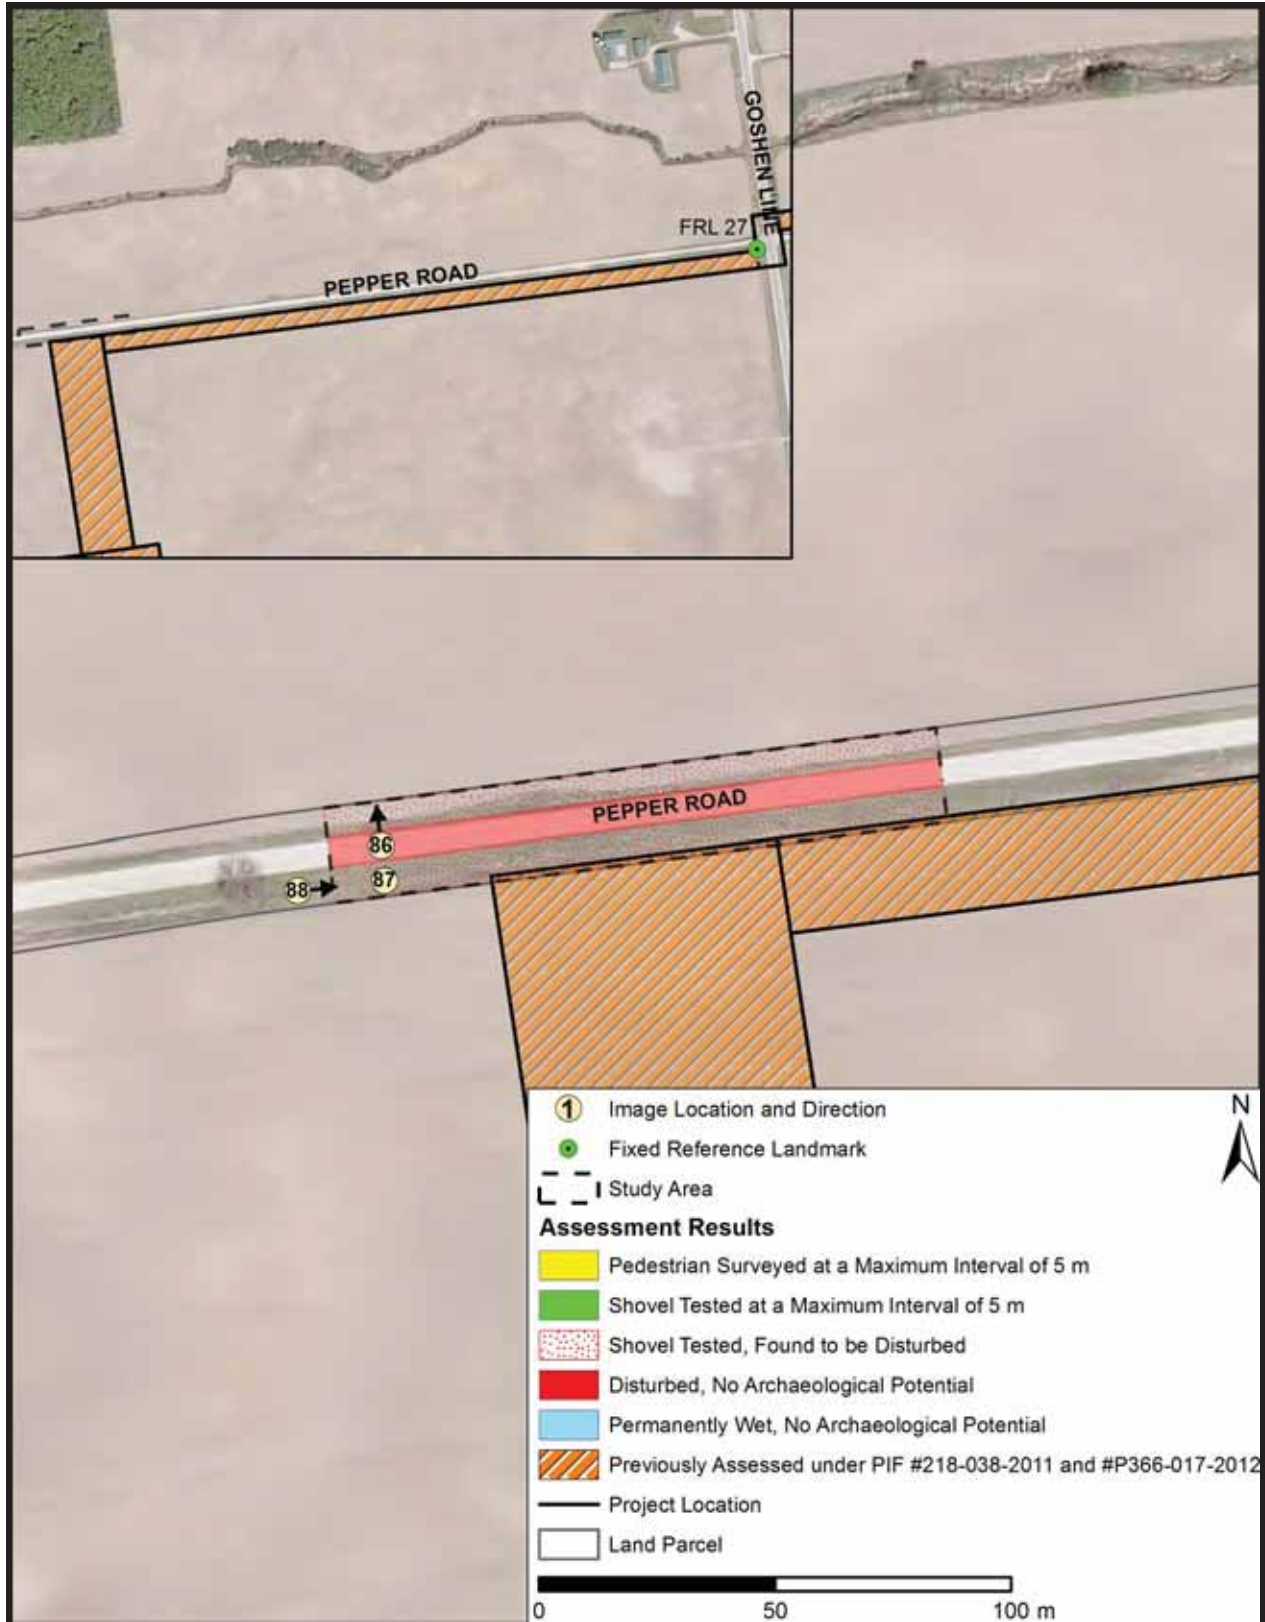 GOSHEN LINE
FRL 27
PEPPER ROAD
PEPPER ROAD
86
87
88
1 Image Location and Direction
N
Fixed Reference Landmark
Study Area
Assessment Results
Pedestrian Surveyed at a Maximum Interval of 5 m
Shovel Tested at a Maximum Interval of 5 m
Shovel Tested, Found to be Disturbed
Disturbed, No Archaeological Potential
Permanently Wet, No Archaeological Potential
Previously Assessed under PIF #218-038-2011 and #P366-017-2012
Project Location
Land Parcel
0 50 100 m